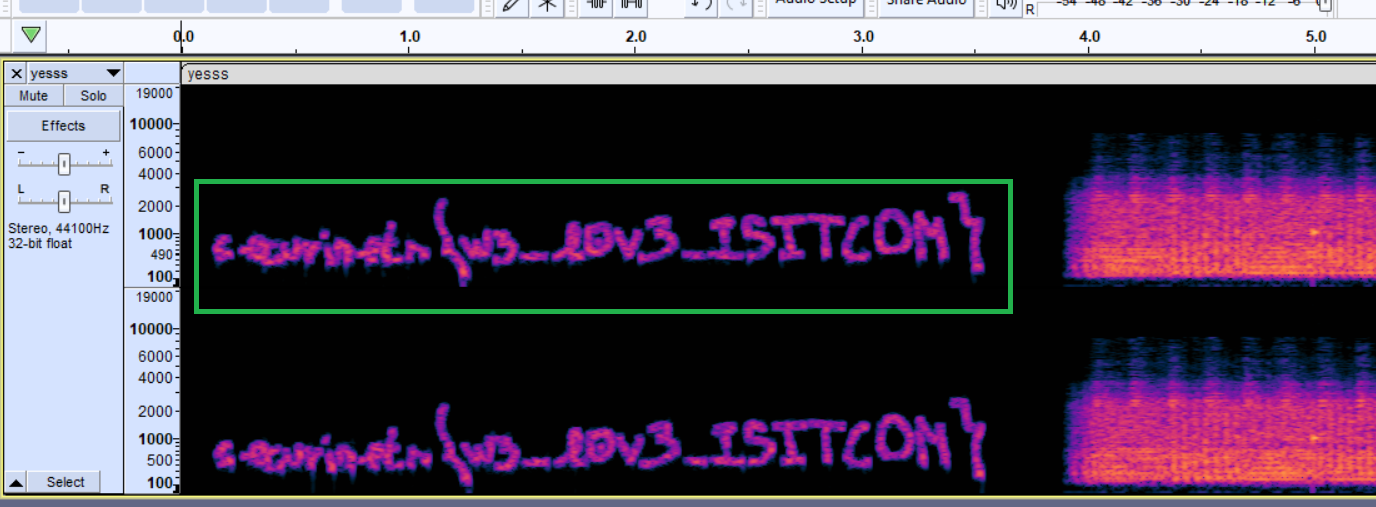 Audio Setup Share Audio R -54 -48 -42 -36 -30 -24 -18 -12 -6 0
0.0 1.0 2.0 3.0 4.0 5.0
yesss
yesss
Mute Solo
Effects
- +
L R
Stereo, 44100Hz
32-bit float
Select
19000
10000
6000
4000
2000
1000
490
100
securinets{w3_l0v3_ISITCOM}
19000
10000
6000
4000
2000
1000
500
100
securinets{w3_l0v3_ISITCOM}